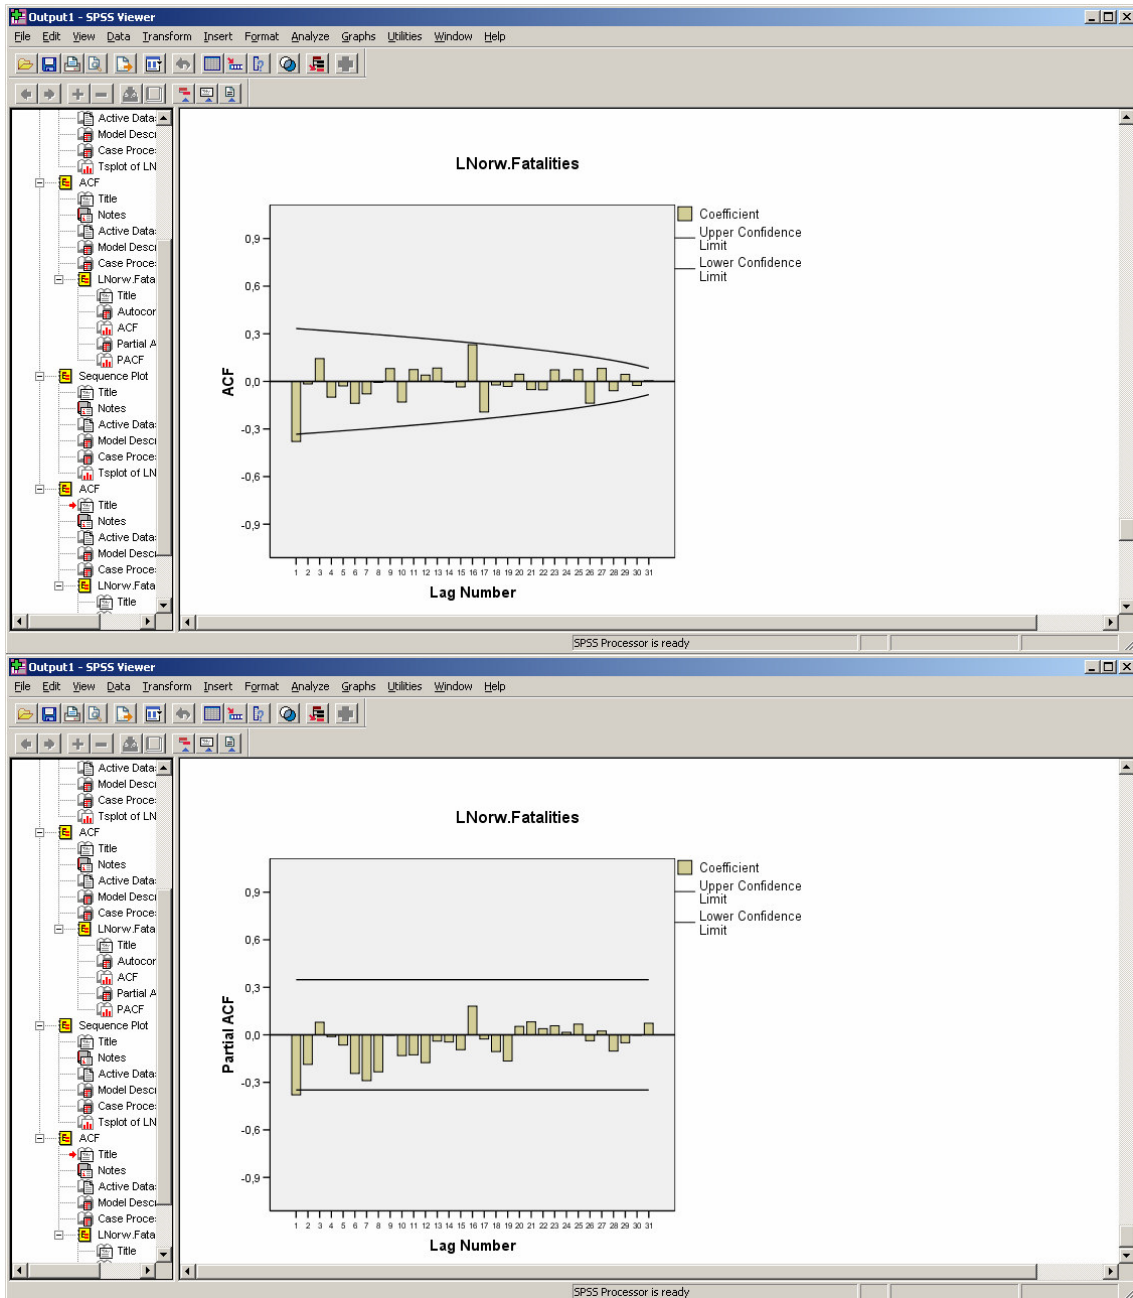 Output1 - SPSS Viewer
File Edit View Data Transform Insert Format Analyze Graphs Utilities Window Help
Active Data
Model Descr
Case Proce
Tsplot of LN
ACF
Title
Notes
Active Data
Model Descr
Case Proce
LNorw.Fata
Title
Autocor
ACF
Partial A
PACF
Sequence Plot
Title
Notes
Active Data
Model Descr
Case Proce
Tsplot of LN
ACF
Title
Notes
Active Data
Model Descr
Case Proce
LNorw.Fata
Title
LNorw.Fatalities
Coefficient
Upper Confidence
Limit
Lower Confidence
Limit
ACF
0,9
0,6
0,3
0,0
-0,3
-0,6
-0,9
1 2 3 4 5 6 7 8 9 10 11 12 13 14 15 16 17 18 19 20 21 22 23 24 25 26 27 28 29 30 31
Lag Number
SPSS Processor is ready
Output1 - SPSS Viewer
File Edit View Data Transform Insert Format Analyze Graphs Utilities Window Help
Active Data
Model Descr
Case Proce
Tsplot of LN
ACF
Title
Notes
Active Data
Model Descr
Case Proce
LNorw.Fata
Title
Autocor
ACF
Partial A
PACF
Sequence Plot
Title
Notes
Active Data
Model Descr
Case Proce
Tsplot of LN
ACF
Title
Notes
Active Data
Model Descr
Case Proce
LNorw.Fata
Title
LNorw.Fatalities
Coefficient
Upper Confidence
Limit
Lower Confidence
Limit
Partial ACF
0,9
0,6
0,3
0,0
-0,3
-0,6
-0,9
1 2 3 4 5 6 7 8 9 10 11 12 13 14 15 16 17 18 19 20 21 22 23 24 25 26 27 28 29 30 31
Lag Number
SPSS Processor is ready